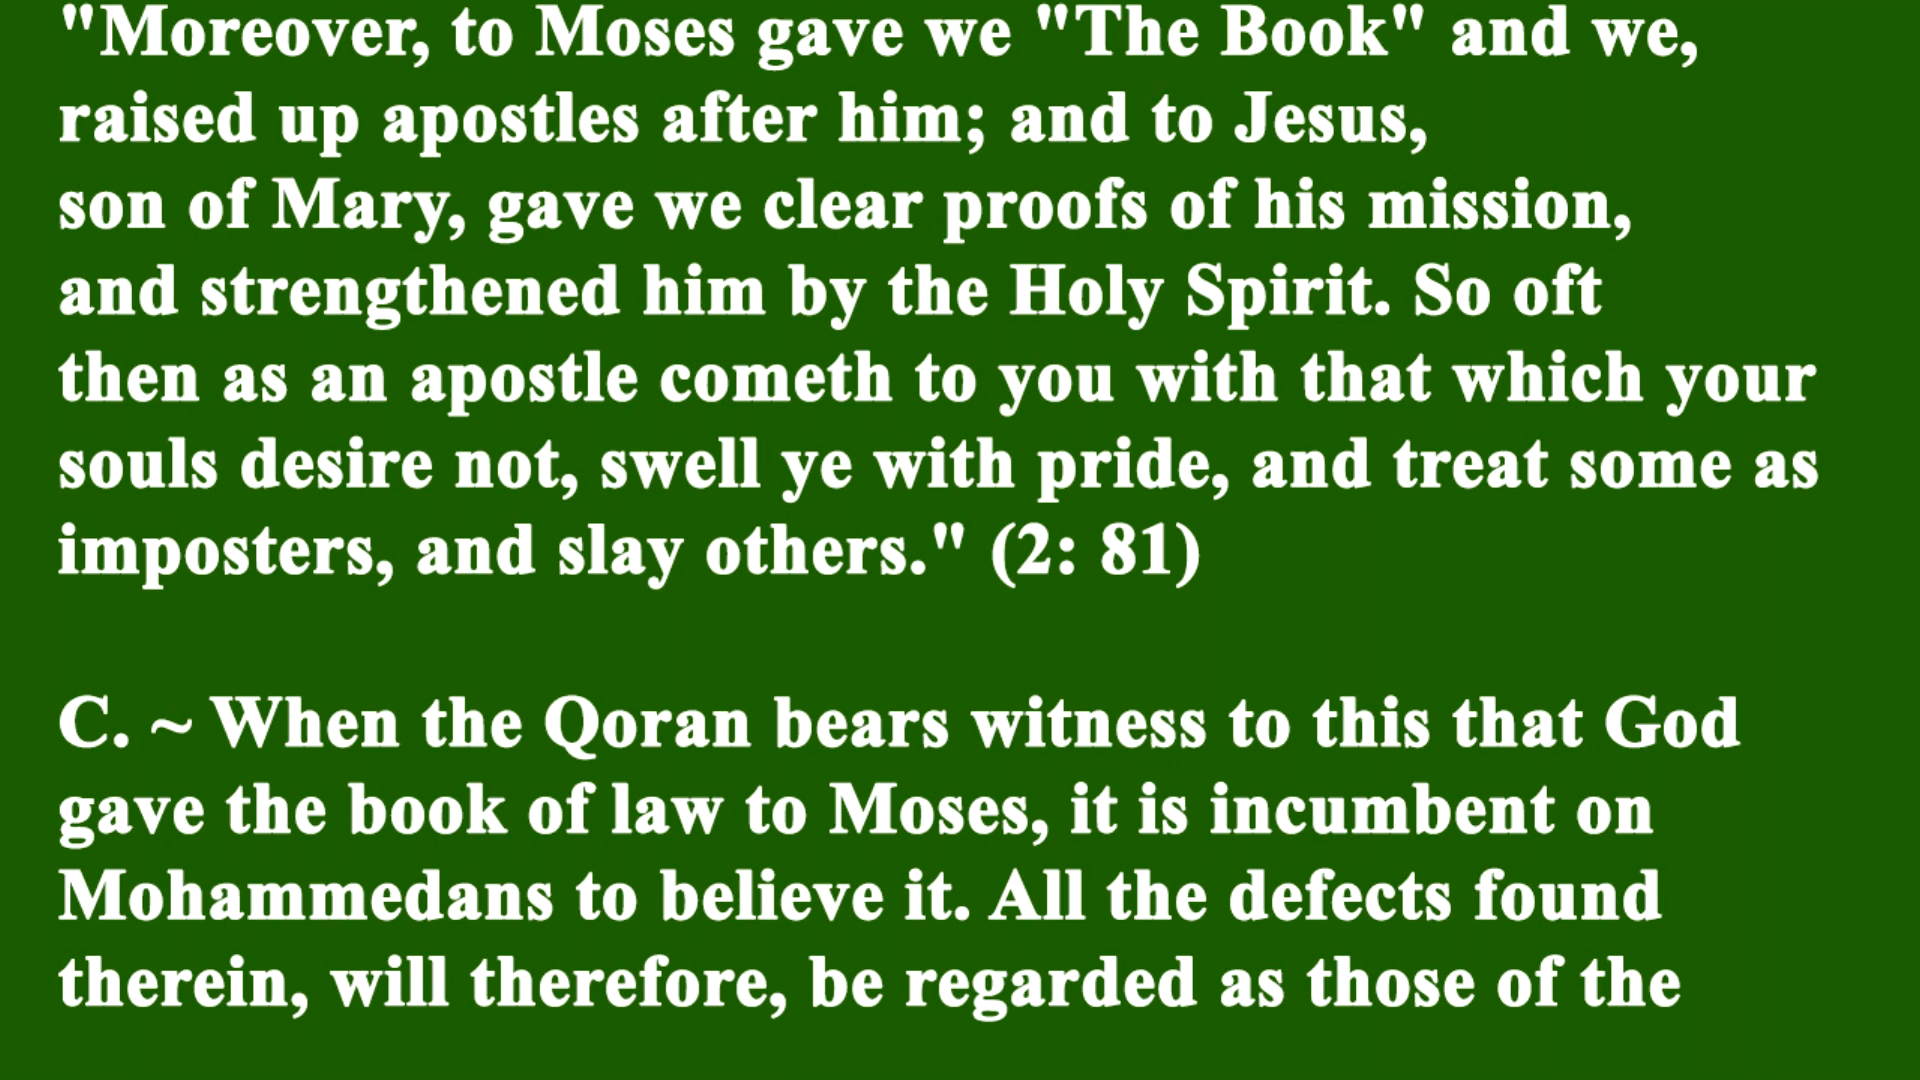 "Moreover, to Moses gave we "The Book" and we,
raised up apostles after him; and to Jesus,
son of Mary, gave we clear proofs of his mission,
and strengthened him by the Holy Spirit. So oft
then as an apostle cometh to you with that which your
souls desire not, swell ye with pride, and treat some as
imposters, and slay others." (2: 81)
C. ~ When the Qoran bears witness to this that God
gave the book of law to Moses, it is incumbent on
Mohammedans to believe it. All the defects found
therein, will therefore, be regarded as those of the